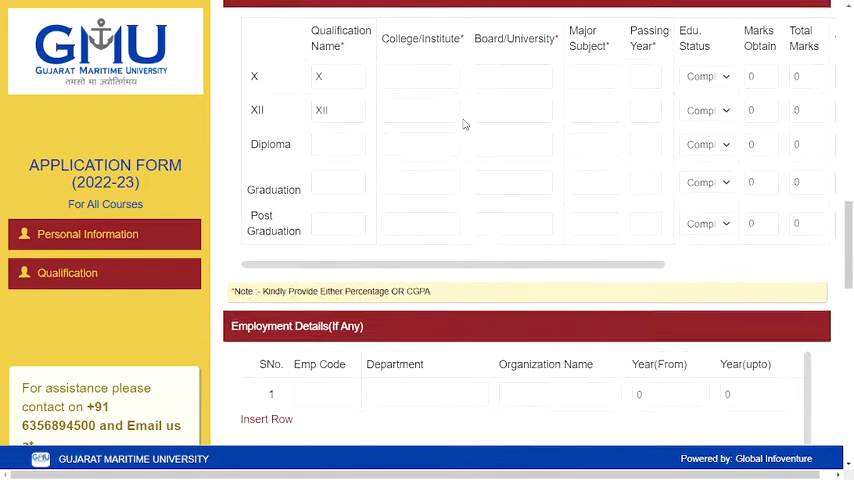 GMU
GUJARAT MARITIME UNIVERSITY
तमसो मा ज्योतिर्गमय
APPLICATION FORM
(2022-23)
For All Courses
Personal Information
Qualification
For assistance please
contact on +91
6356894500 and Email us
at
Qualification Name* College/Institute* Board/University* Major Subject* Passing Year* Edu. Status Marks Obtain Total Marks
X X Compl 0 0
XII XII Compl 0 0
Diploma Compl 0 0
Graduation Compl 0 0
Post Graduation Compl 0 0
*Note :- Kindly Provide Either Percentage OR CGPA
Employment Details(If Any)
SNo. Emp Code Department Organization Name Year(From) Year(upto)
1 0 0
Insert Row
GMU GUJARAT MARITIME UNIVERSITY Powered by: Global Infoventure